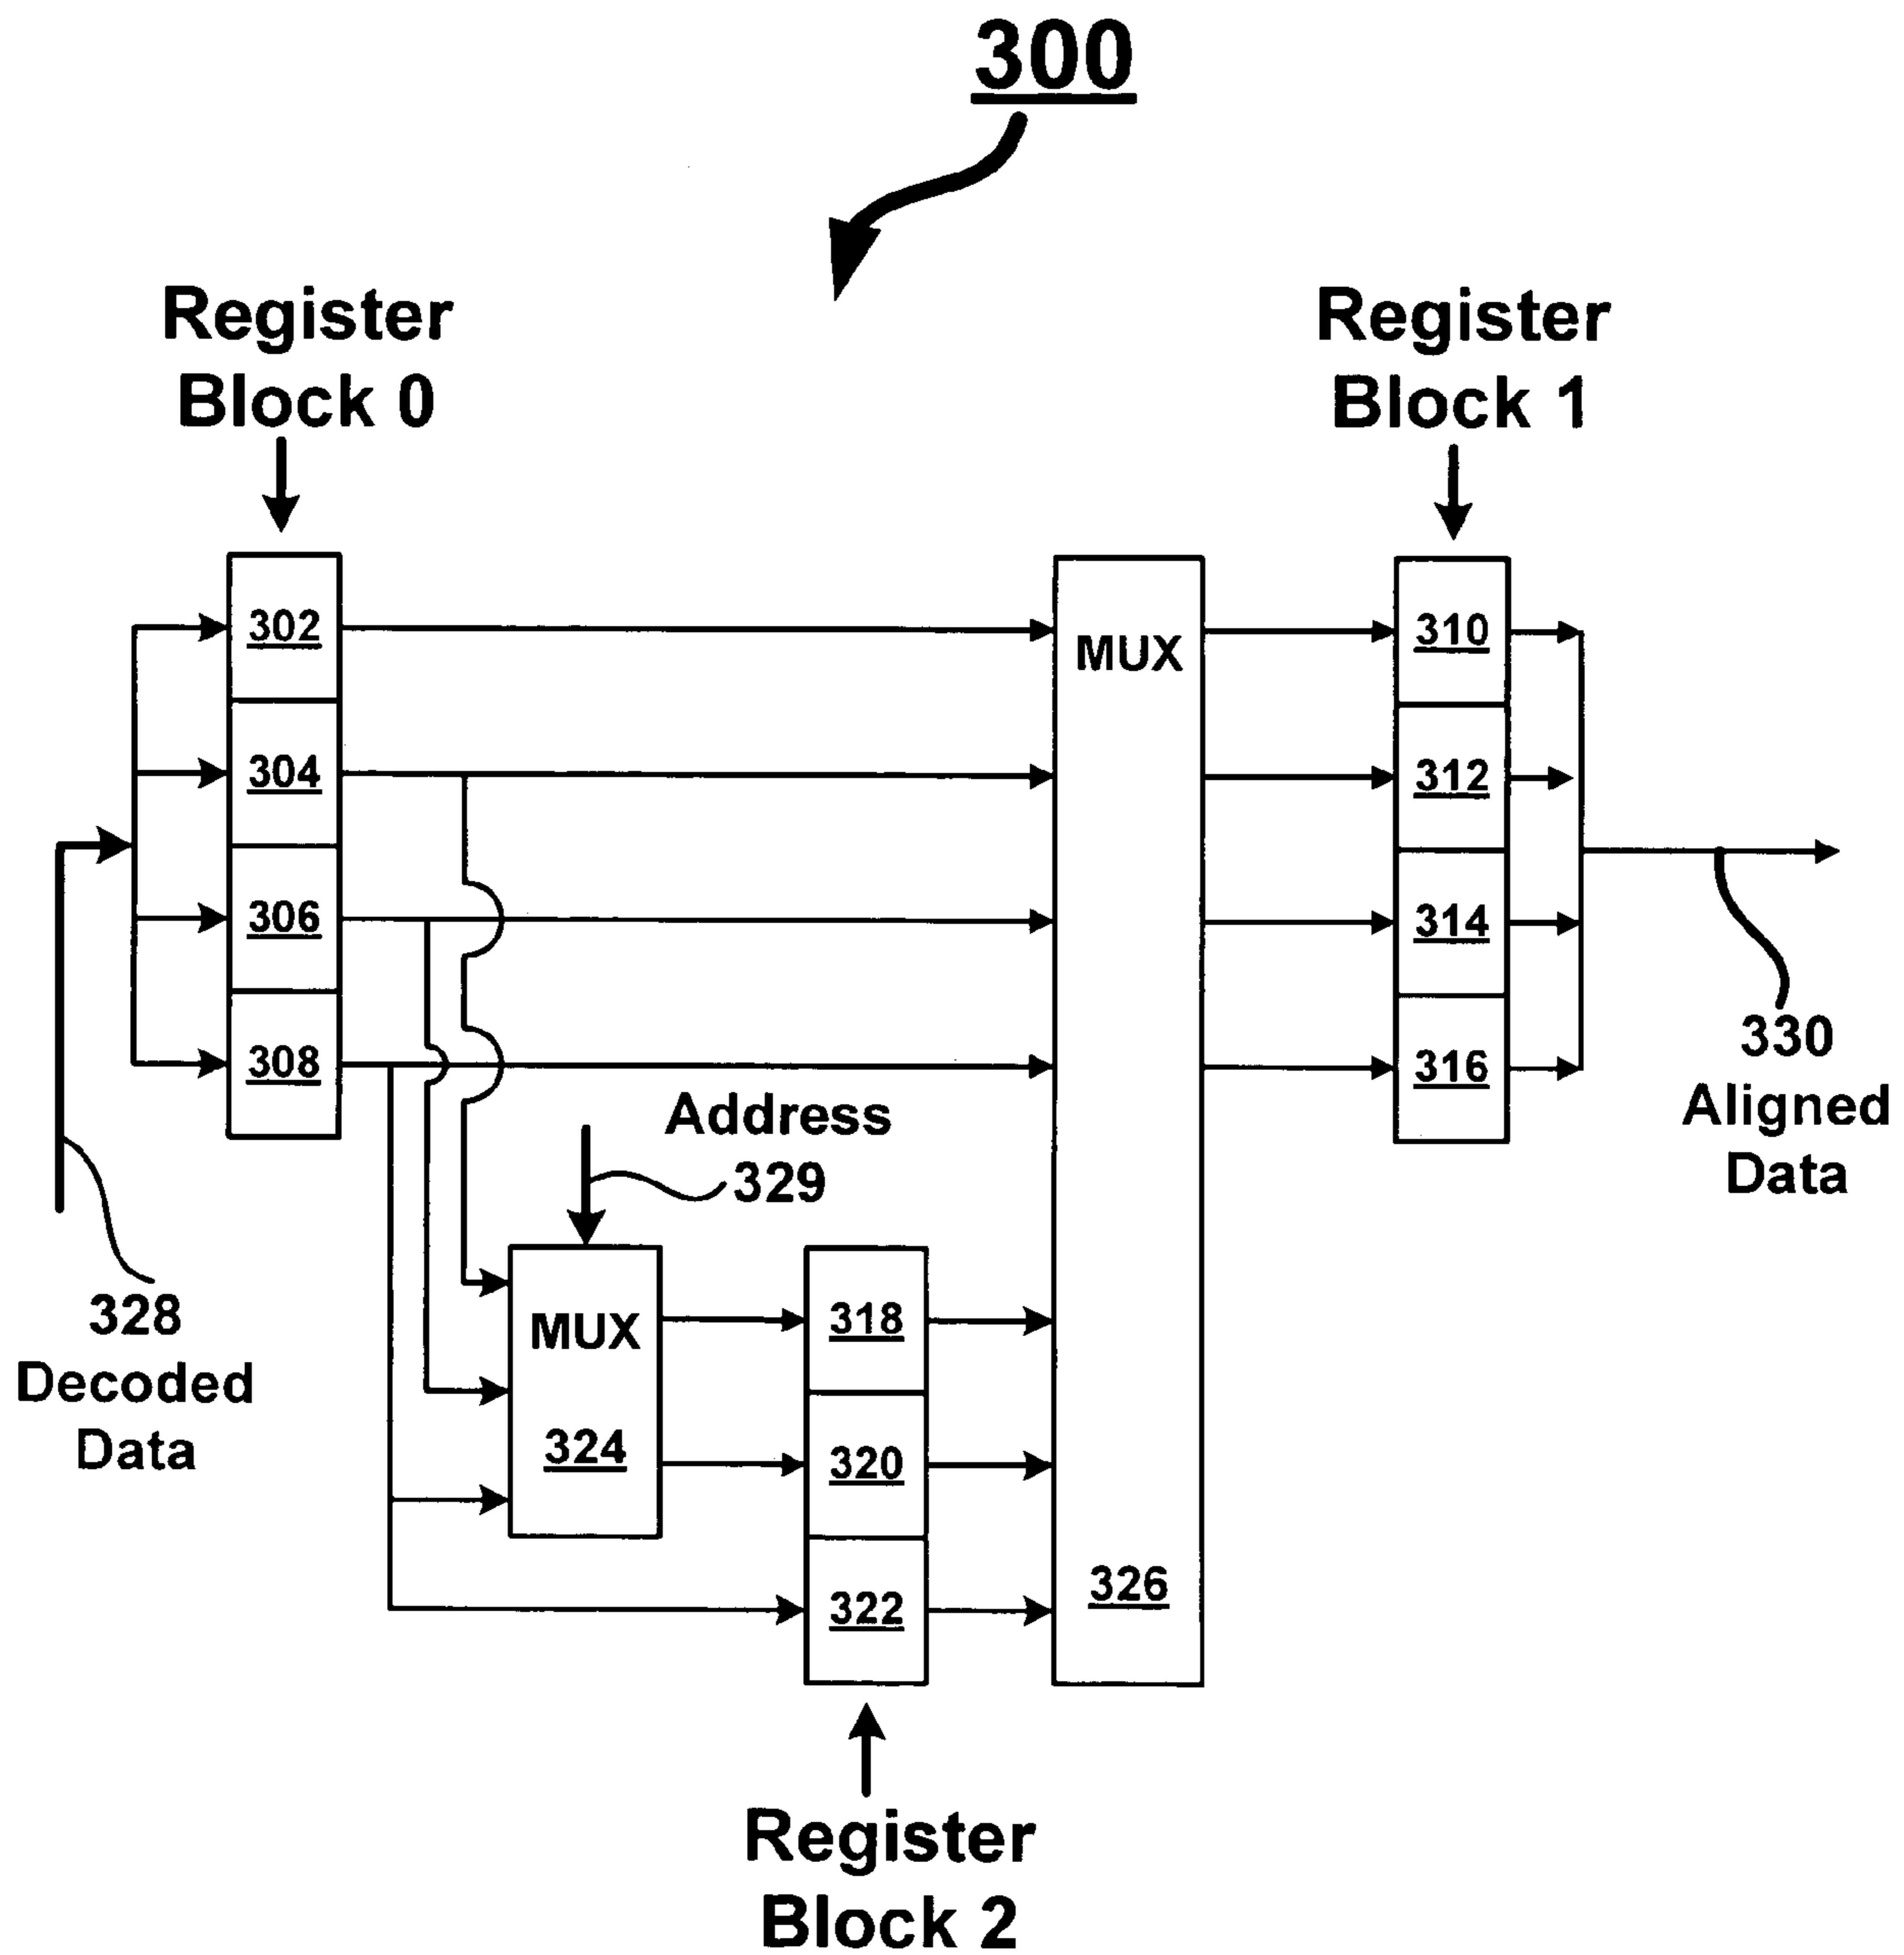 300
Register
Block 0
Register
Block 1
302
304
306
308
MUX
326
310
312
314
316
330
Aligned
Data
Address
329
328
Decoded
Data
MUX
324
318
320
322
Register
Block 2